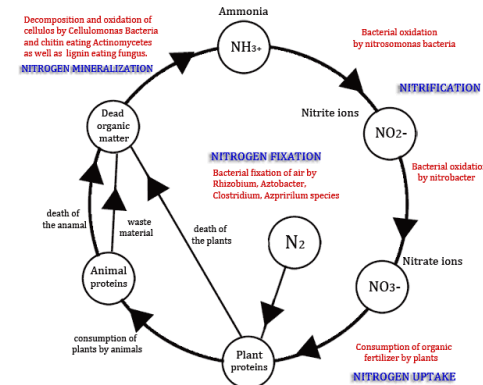 Ammonia
Decomposition and oxidation of
cellulos by Cellulomonas Bacteria
and chitin eating Actinomycetes
as well as lignin eating fungus.
NITROGEN MINERALIZATION
NH3+
Bacterial oxidation
by nitrosomonas bacteria
NITRIFICATION
Nitrite ions
NO2-
Dead
organic
matter
NITROGEN FIXATION
Bacterial fixation of air by
Rhizobium, Aztobacter,
Clostridium, Azpririlum species
Bacterial oxidation
by nitrobacter
death of
the anamal
waste
material
death of
the plants
N2
Nitrate ions
NO3-
Animal
proteins
consumption of
plants by animals
Plant
proteins
Consumption of organic
fertilizer by plants
NITROGEN UPTAKE